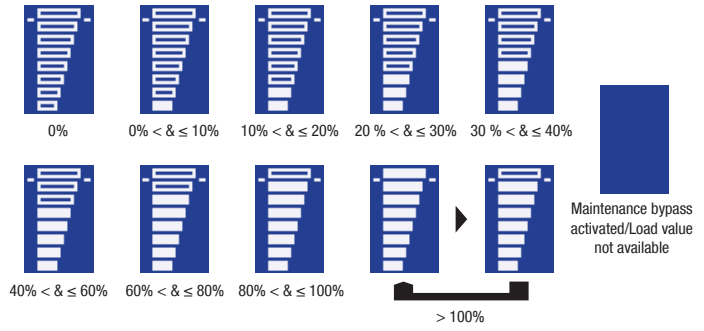 0%
0% < & ≤ 10%
10% < & ≤ 20%
20 % < & ≤ 30%
30 % < & ≤ 40%
Maintenance bypass
activated/Load value
not available
40% < & ≤ 60%
60% < & ≤ 80%
80% < & ≤ 100%
> 100%